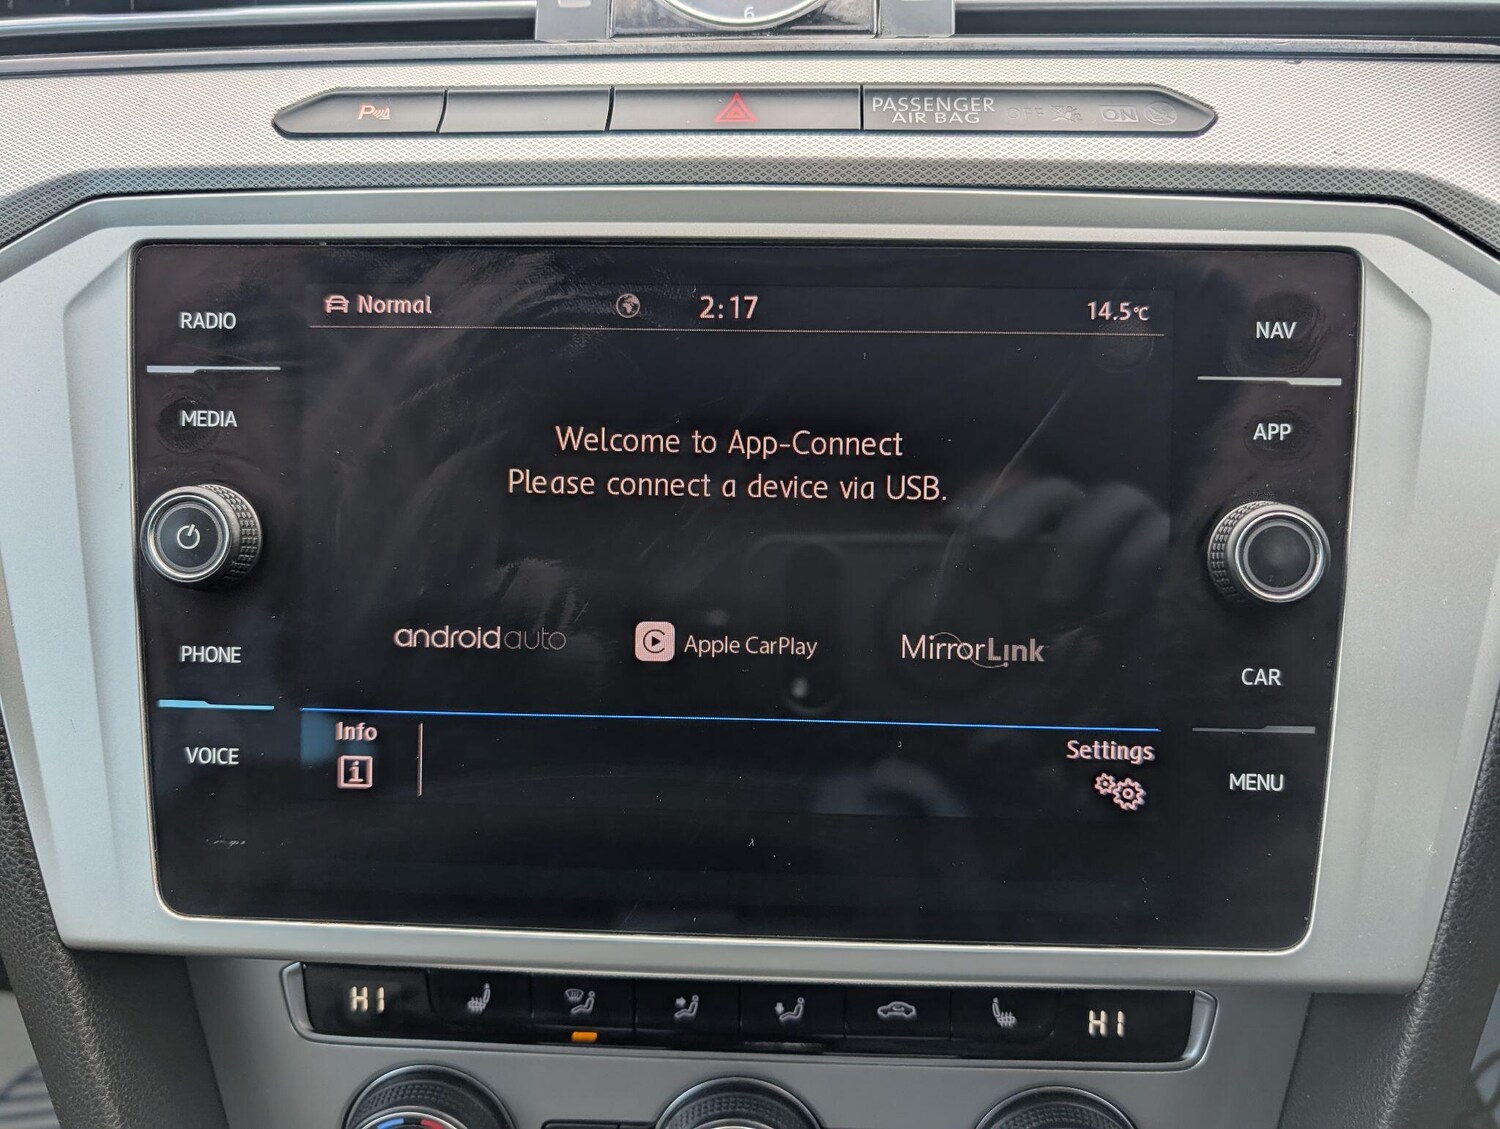 6
P
PASSENGER
AIR BAG
OFF
ON
RADIO
MEDIA
PHONE
VOICE
Normal
2:17
14.5°C
Welcome to App-Connect
Please connect a device via USB.
androidauto
Apple CarPlay
MirrorLink
Info
i
Settings
NAV
APP
CAR
MENU
HI
HI